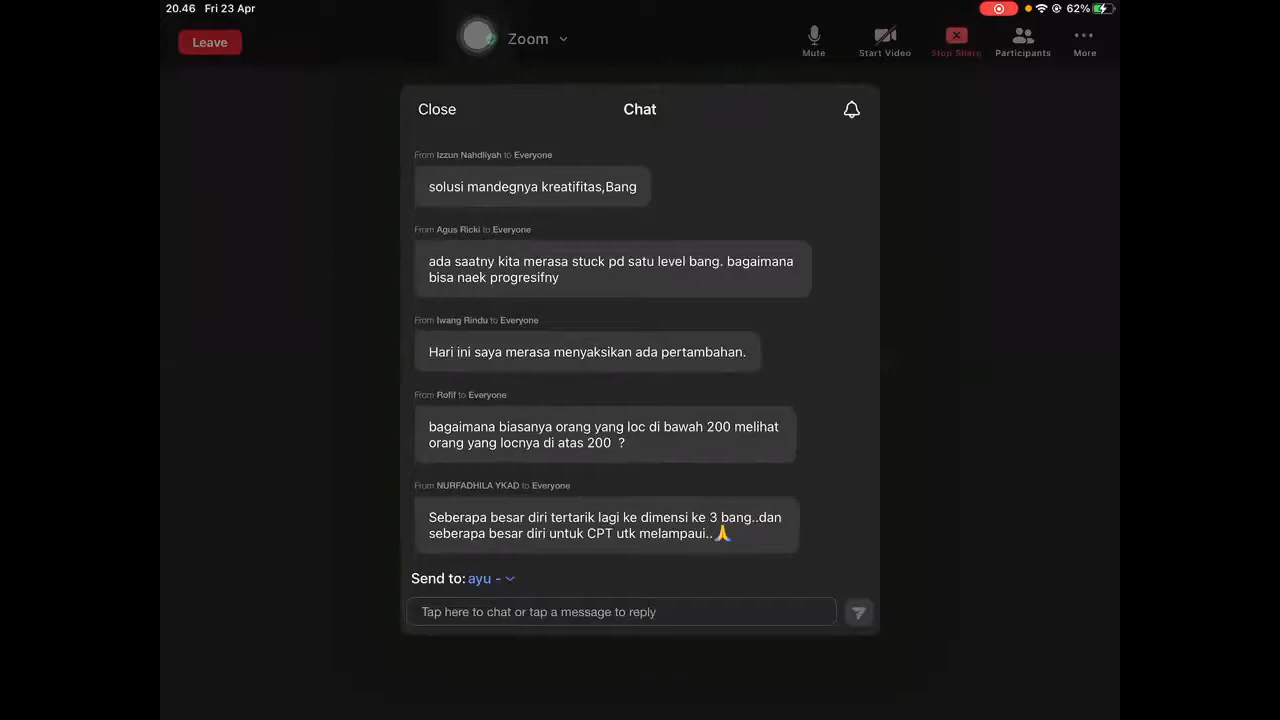 20.46 Fri 23 Apr
62%
Leave
Zoom
Mute
Start Video
Stop Share
Participants
More
Close
Chat
From Izzun Nahdliyah to Everyone
solusi mandegnya kreatifitas,Bang
From Agus Ricki to Everyone
ada saatny kita merasa stuck pd satu level bang. bagaimana
bisa naek progresifny
From Iwang Rindu to Everyone
Hari ini saya merasa menyaksikan ada pertambahan.
From Rofif to Everyone
bagaimana biasanya orang yang loc di bawah 200 melihat
orang yang locnya di atas 200 ?
From NURFADHILA YKAD to Everyone
Seberapa besar diri tertarik lagi ke dimensi ke 3 bang..dan
seberapa besar diri untuk CPT utk melampaui..🙏
Send to: ayu -
Tap here to chat or tap a message to reply